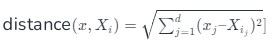 distance(x, X_i) = √∑_{j=1}^{d}(x_j–X_{i_j})²]